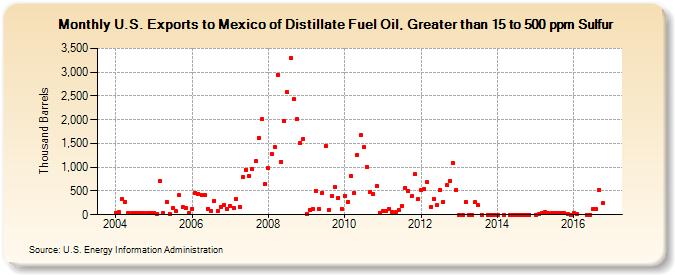 Monthly U.S. Exports to Mexico of Distillate Fuel Oil, Greater than 15 to 500 ppm Sulfur
Thousand Barrels
3,500
3,000
2,500
2,000
1,500
1,000
500
0
2004 2006 2008 2010 2012 2014 2016
Source: U.S. Energy Information Administration